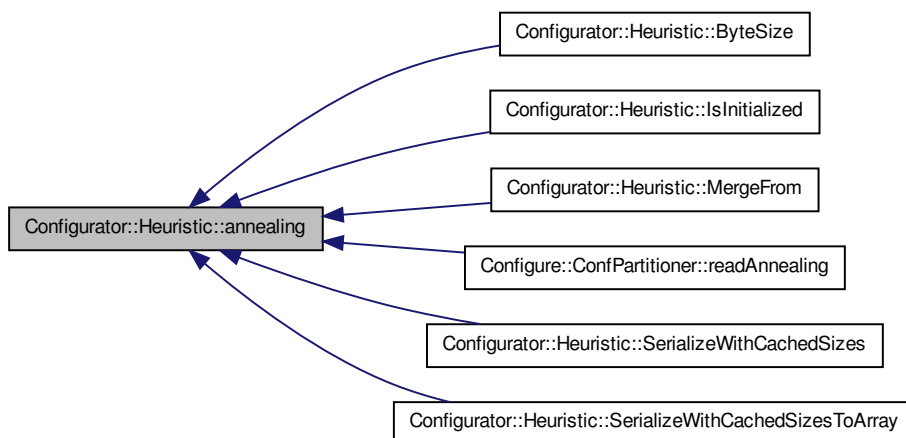 Configurator::Heuristic::ByteSize
Configurator::Heuristic::IsInitialized
Configurator::Heuristic::MergeFrom
Configurator::Heuristic::annealing
Configure::ConfPartitioner::readAnnealing
Configurator::Heuristic::SerializeWithCachedSizes
Configurator::Heuristic::SerializeWithCachedSizesToArray